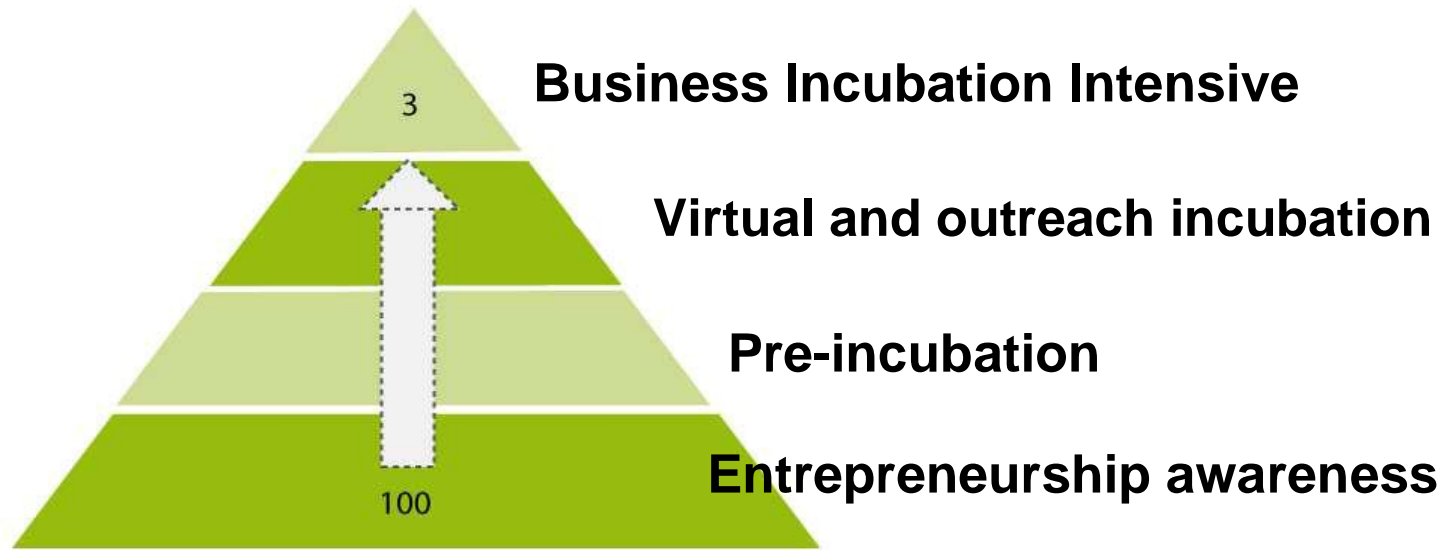 3
Business Incubation Intensive
Virtual and outreach incubation
Pre-incubation
Entrepreneurship awareness
100